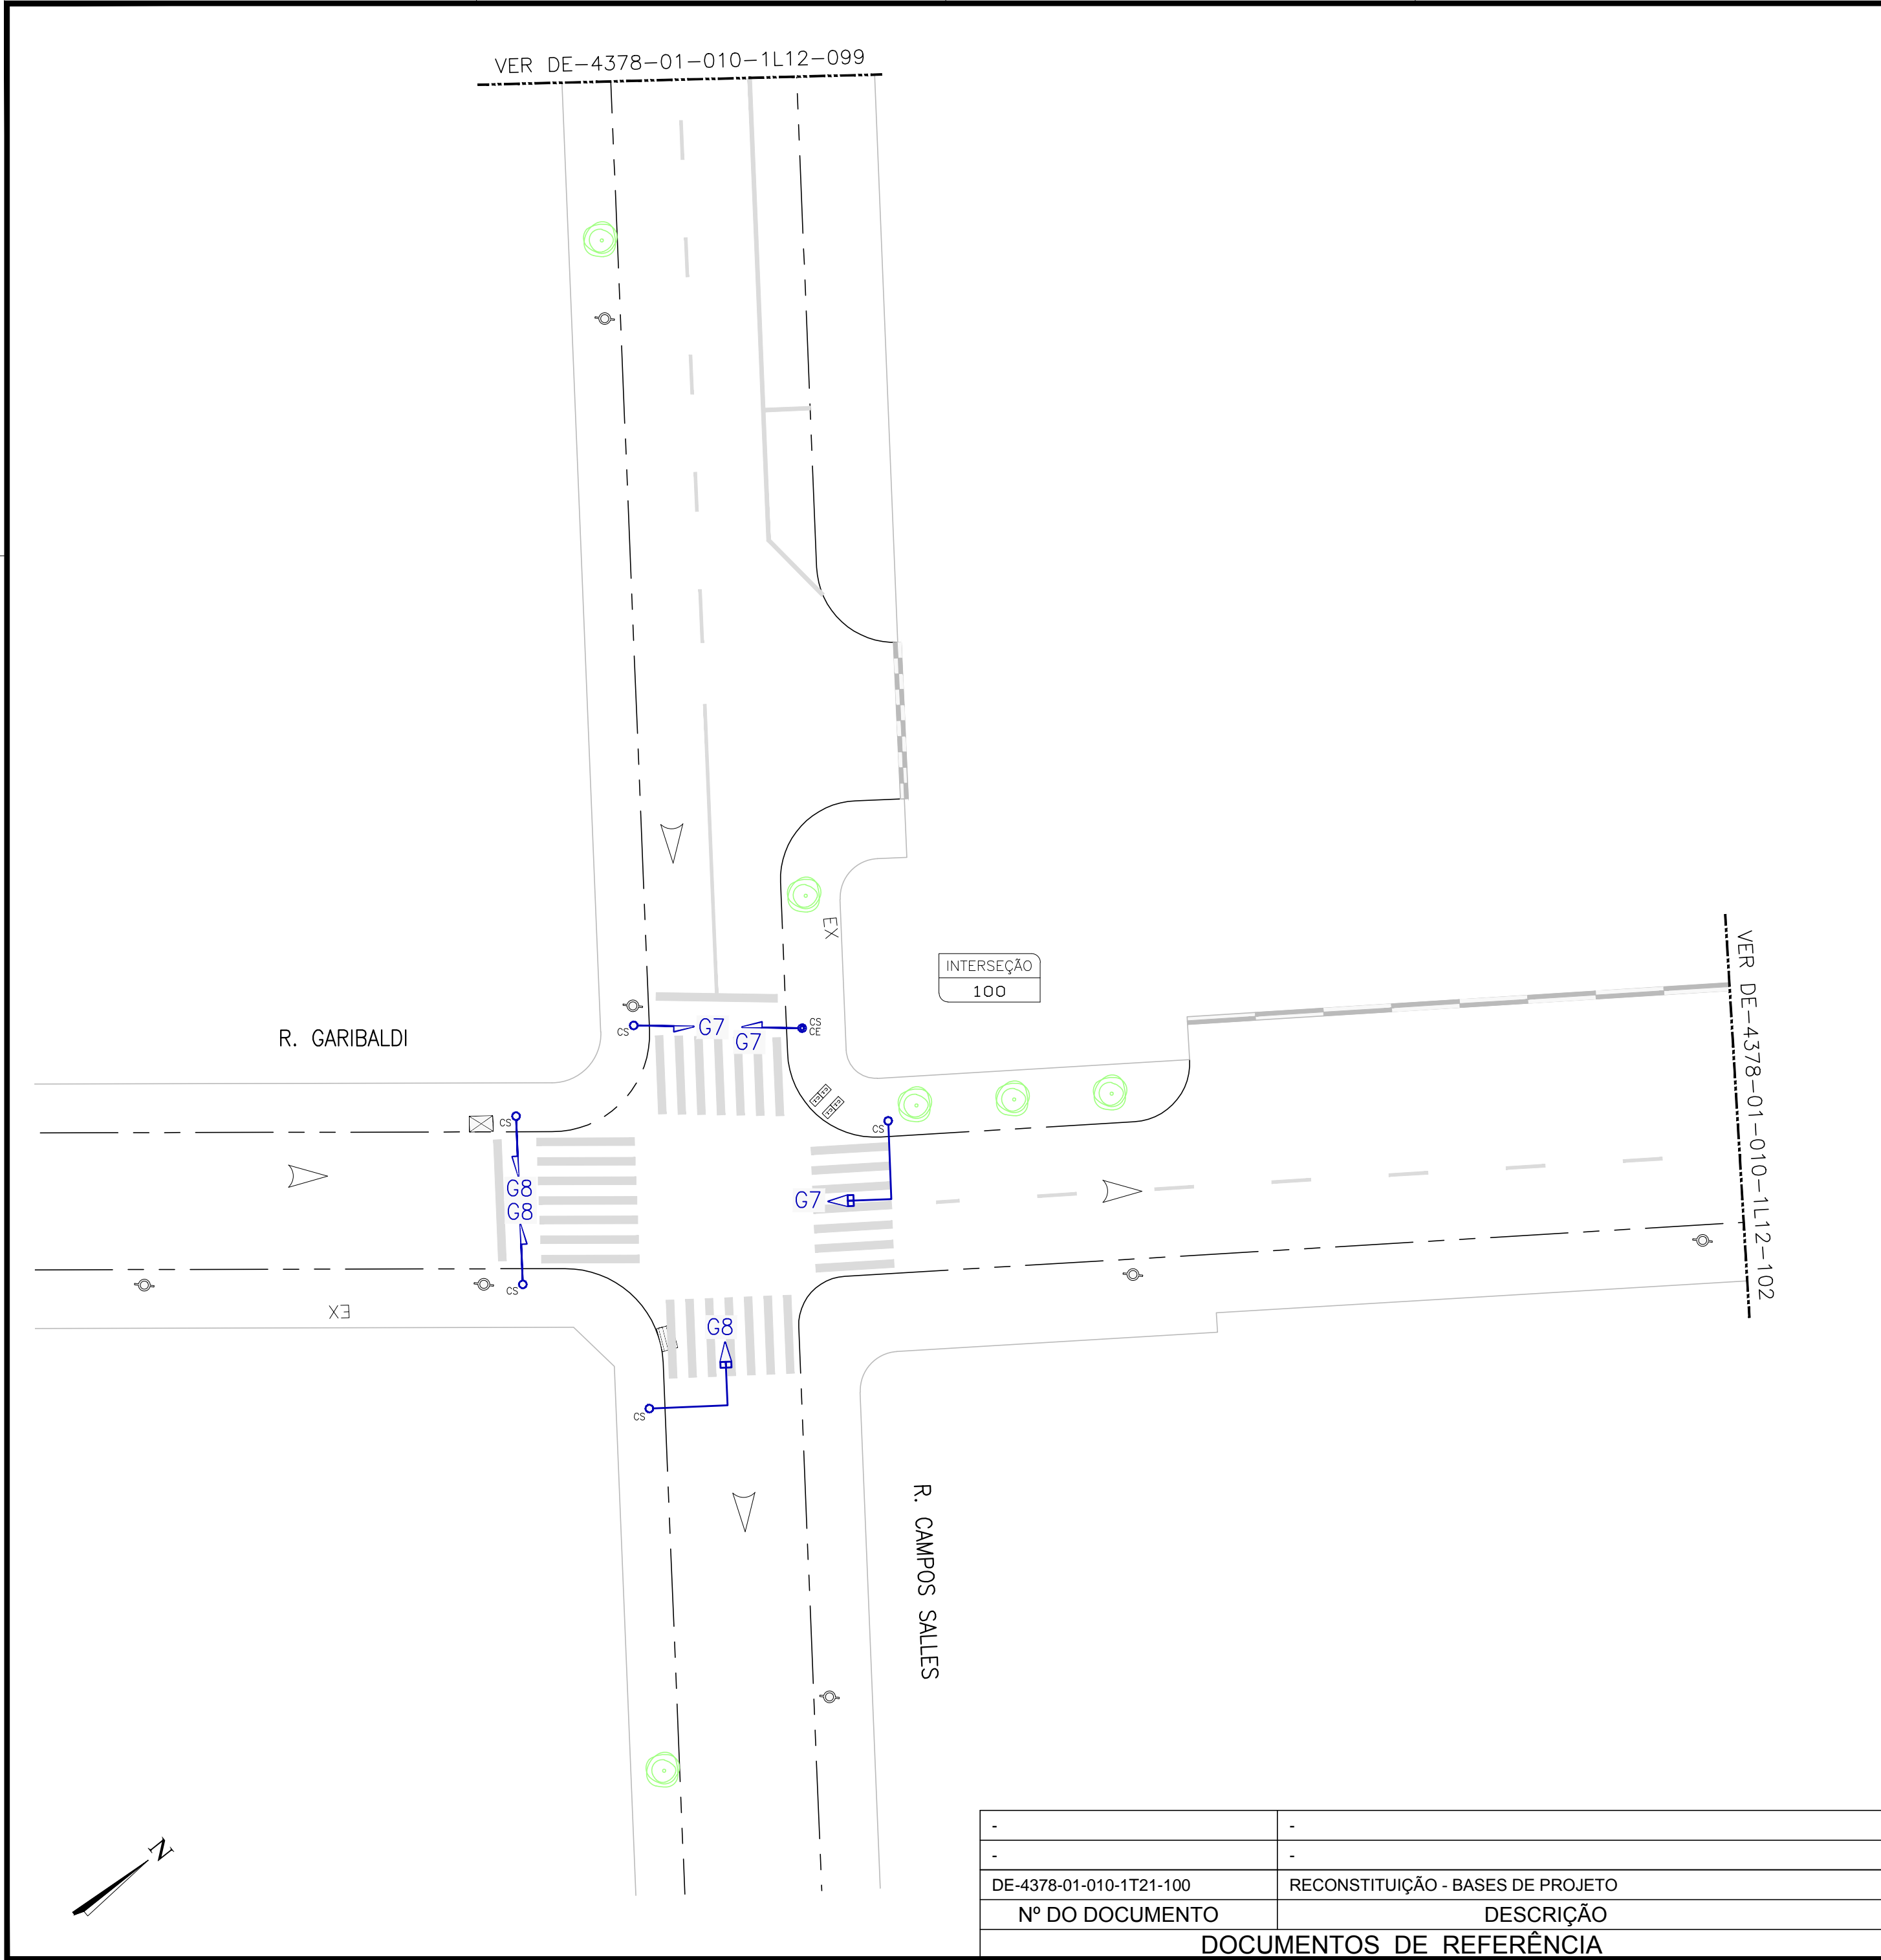 VER DE-4378-01-010-1L12-099
EX
VER DE-4378-01-010-1L12-102
INTERSEÇÃO
100
R. GARIBALDI
CS
G7
G7
CS
CE
CS
G8
G8
CS
CS
G7
EX
G8
CS
R. CAMPOS SALLES
N
- -
- -
DE-4378-01-010-1T21-100 RECONSTITUIÇÃO - BASES DE PROJETO
Nº DO DOCUMENTO DESCRIÇÃO
DOCUMENTOS DE REFERÊNCIA